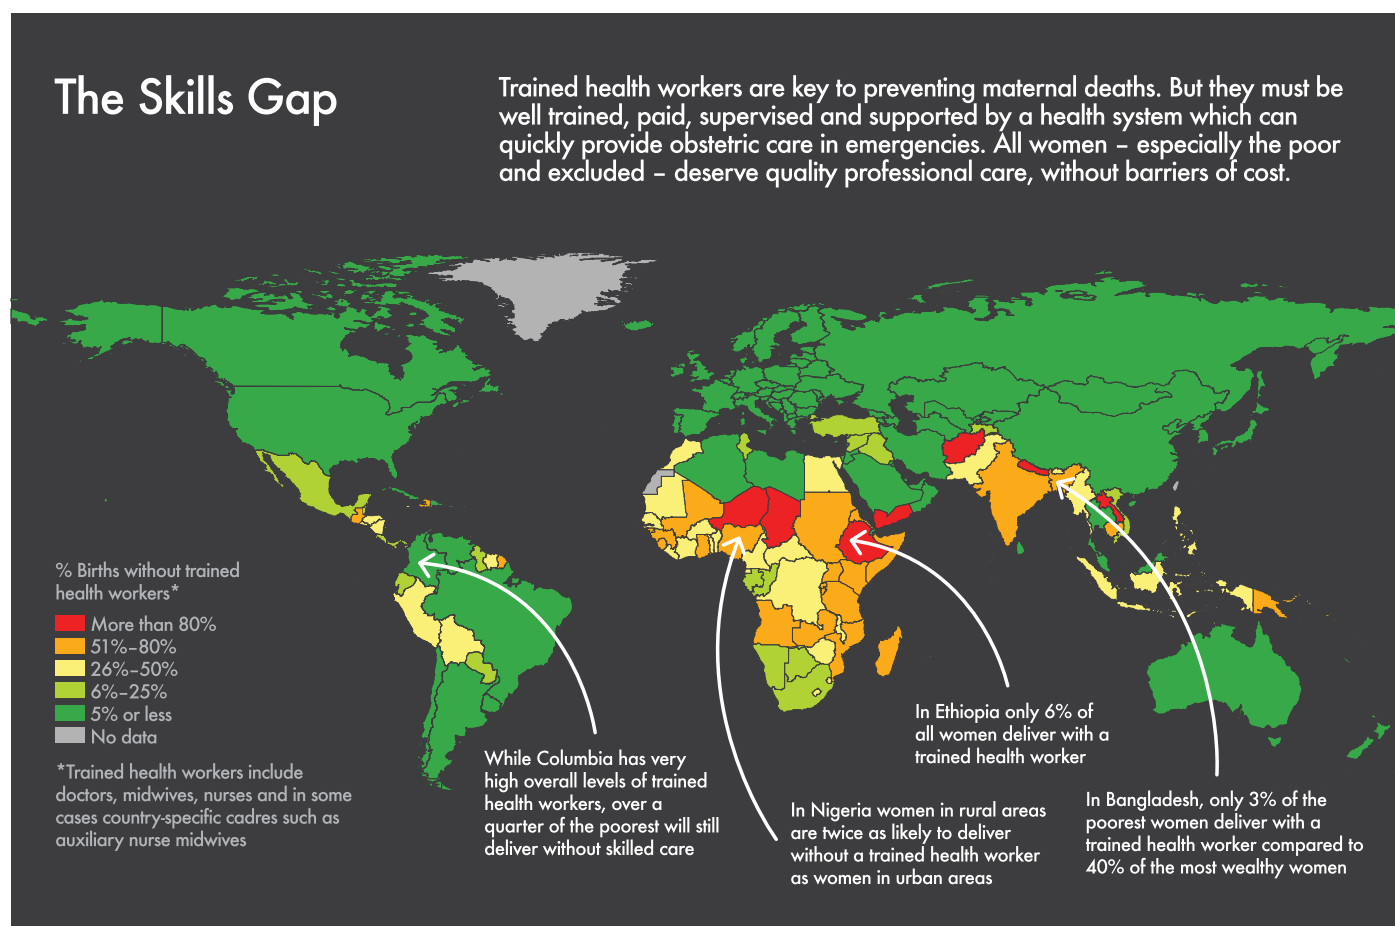 The Skills Gap
Trained health workers are key to preventing maternal deaths. But they must be
well trained, paid, supervised and supported by a health system which can
quickly provide obstetric care in emergencies. All women – especially the poor
and excluded – deserve quality professional care, without barriers of cost.
% Births without trained
health workers*
More than 80%
51%–80%
26%–50%
6%–25%
5% or less
No data
*Trained health workers include
doctors, midwives, nurses and in some
cases country-specific cadres such as
auxiliary nurse midwives
While Columbia has very
high overall levels of trained
health workers, over a
quarter of the poorest will still
deliver without skilled care
In Nigeria women in rural areas
are twice as likely to deliver
without a trained health worker
as women in urban areas
In Ethiopia only 6% of
all women deliver with a
trained health worker
In Bangladesh, only 3% of the
poorest women deliver with a
trained health worker compared to
40% of the most wealthy women